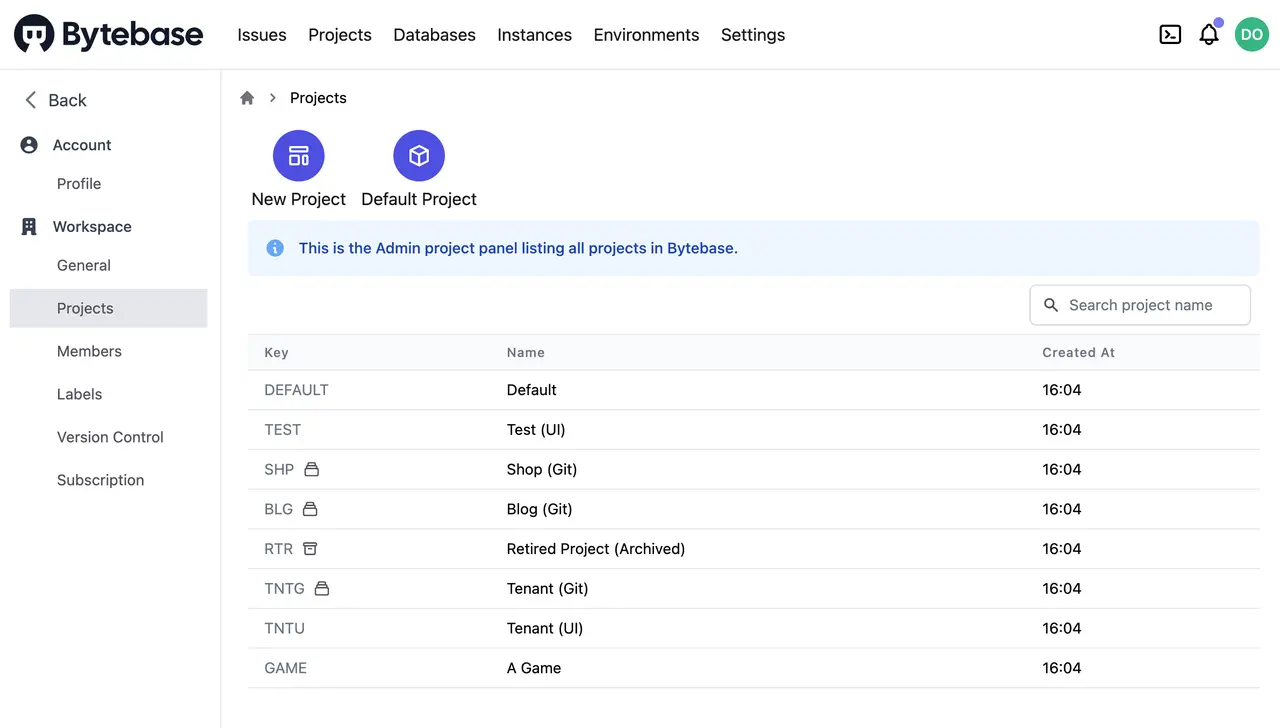 Bytebase Issues Projects Databases Instances Environments Settings DO
Back
Account
Profile
Workspace
General
Projects
Members
Labels
Version Control
Subscription
Projects
New Project Default Project
This is the Admin project panel listing all projects in Bytebase.
Search project name
Key Name Created At
DEFAULT Default 16:04
TEST Test (UI) 16:04
SHP Shop (Git) 16:04
BLG Blog (Git) 16:04
RTR Retired Project (Archived) 16:04
TNTG Tenant (Git) 16:04
TNTU Tenant (UI) 16:04
GAME A Game 16:04